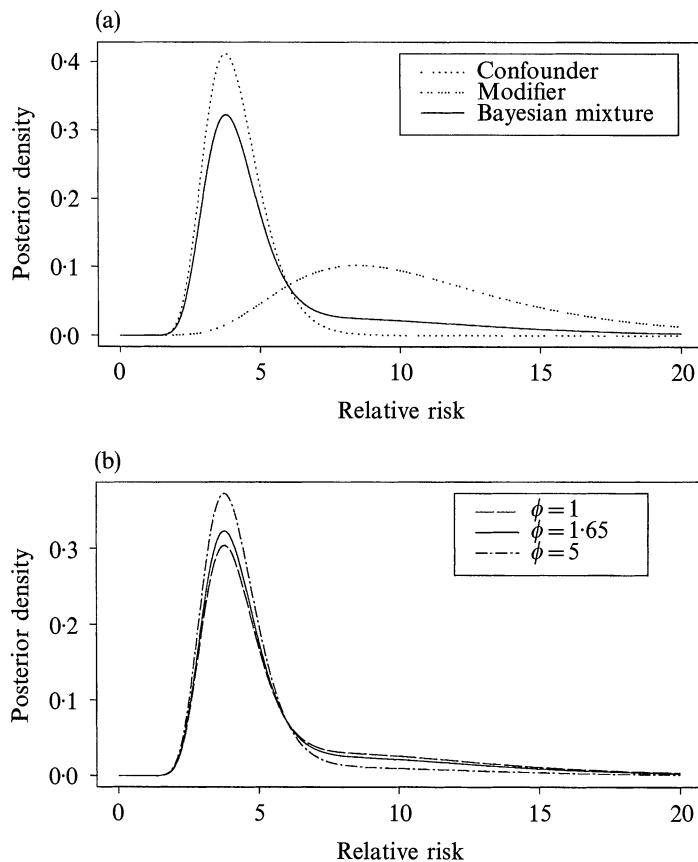 (a)
Posterior density
0·4
0·3
0·2
0·1
0·0
Confounder
Modifier
Bayesian mixture
0
5
10
15
20
Relative risk
(b)
Posterior density
0·3
0·2
0·1
0·0
ϕ=1
ϕ=1·65
ϕ=5
0
5
10
15
20
Relative risk